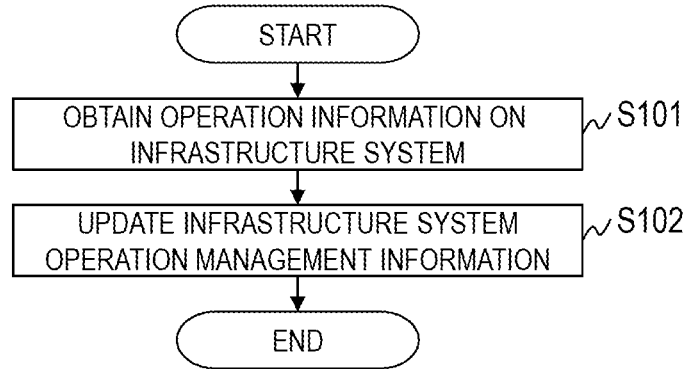 START
OBTAIN OPERATION INFORMATION ON
INFRASTRUCTURE SYSTEM
S101
UPDATE INFRASTRUCTURE SYSTEM
OPERATION MANAGEMENT INFORMATION
S102
END